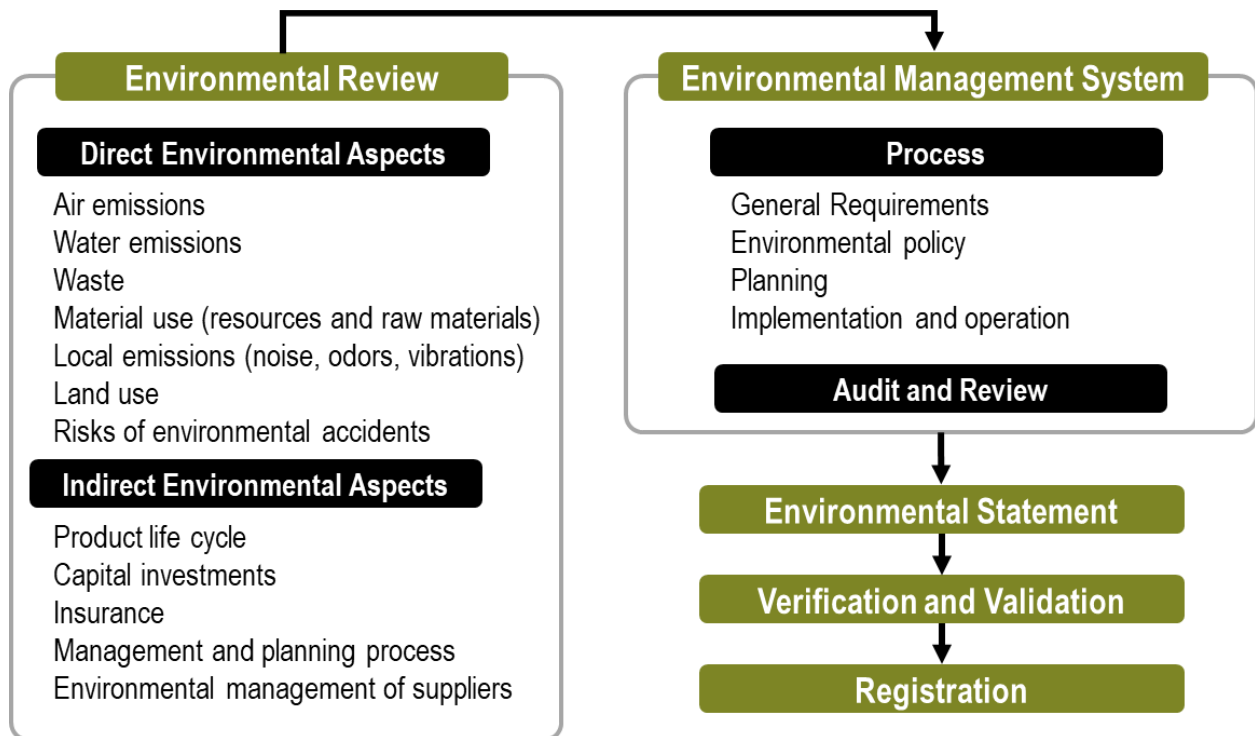 Environmental Review
Direct Environmental Aspects
Air emissions
Water emissions
Waste
Material use (resources and raw materials)
Local emissions (noise, odors, vibrations)
Land use
Risks of environmental accidents
Indirect Environmental Aspects
Product life cycle
Capital investments
Insurance
Management and planning process
Environmental management of suppliers
Environmental Management System
Process
General Requirements
Environmental policy
Planning
Implementation and operation
Audit and Review
Environmental Statement
Verification and Validation
Registration